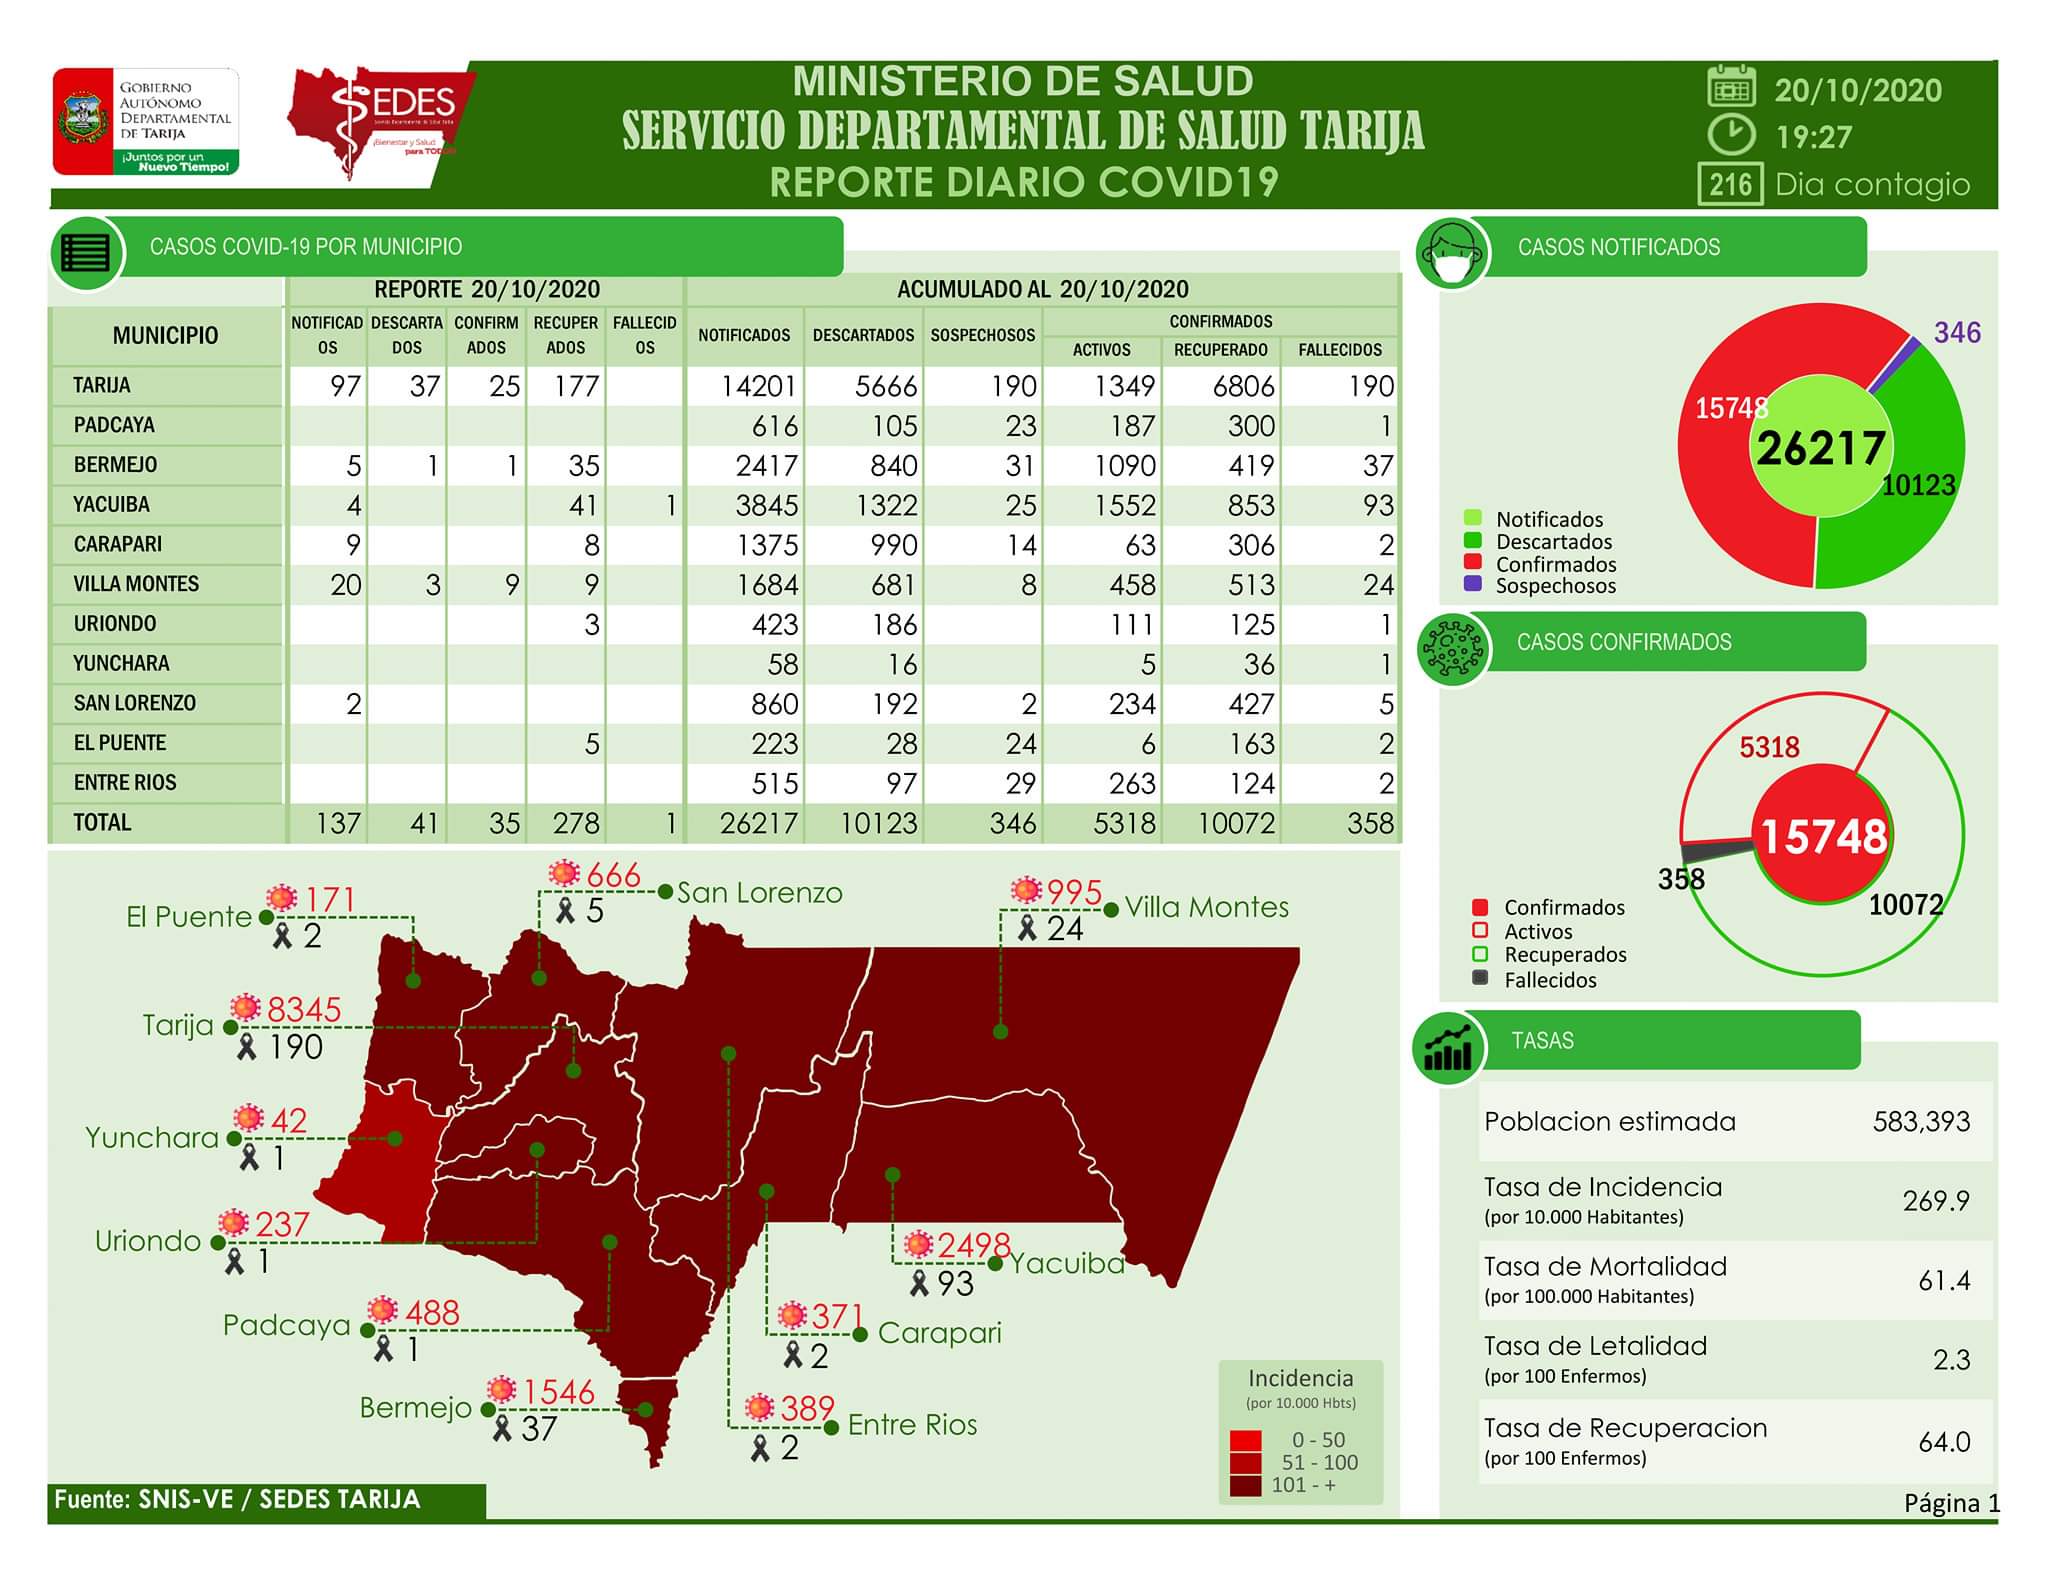 GOBIERNO
AUTÓNOMO
DEPARTAMENTAL
DE TARIJA
¡Juntos por un
Nuevo Tiempo!
SEDES
¡Bienestar y Salud
para TODOS!
MINISTERIO DE SALUD
SERVICIO DEPARTAMENTAL DE SALUD TARIJA
REPORTE DIARIO COVID19
20/10/2020
19:27
216 Dia contagio
CASOS COVID-19 POR MUNICIPIO
REPORTE 20/10/2020 ACUMULADO AL 20/10/2020
MUNICIPIO NOTIFICADOS DESCARTADOS CONFIRMADOS RECUPERADOS FALLECIDOS NOTIFICADOS DESCARTADOS SOSPECHOSOS CONFIRMADOS
ACTIVOS RECUPERADO FALLECIDOS
TARIJA 97 37 25 177 14201 5666 190 1349 6806 190
PADCAYA 616 105 23 187 300 1
BERMEJO 5 1 1 35 2417 840 31 1090 419 37
YACUIBA 4 41 1 3845 1322 25 1552 853 93
CARAPARI 9 8 1375 990 14 63 306 2
VILLA MONTES 20 3 9 9 1684 681 8 458 513 24
URIONDO 3 423 186 111 125 1
YUNCHARA 58 16 5 36 1
SAN LORENZO 2 860 192 2 234 427 5
EL PUENTE 5 223 28 24 6 163 2
ENTRE RIOS 515 97 29 263 124 2
TOTAL 137 41 35 278 1 26217 10123 346 5318 10072 358
El Puente 171
2
666 San Lorenzo
5
995 Villa Montes
24
Tarija 8345
190
Yunchara 42
1
Uriondo 237
1
Padcaya 488
1
Bermejo 1546
37
2498 Yacuiba
93
371 Carapari
2
389 Entre Rios
2
Incidencia
(por 10.000 Hbts)
0 - 50
51 - 100
101 - +
Fuente: SNIS-VE / SEDES TARIJA
CASOS NOTIFICADOS
346
15748
26217
10123
Notificados
Descartados
Confirmados
Sospechosos
CASOS CONFIRMADOS
5318
15748
358
10072
Confirmados
Activos
Recuperados
Fallecidos
TASAS
Poblacion estimada 583,393
Tasa de Incidencia 269.9
(por 10.000 Habitantes)
Tasa de Mortalidad 61.4
(por 100.000 Habitantes)
Tasa de Letalidad 2.3
(por 100 Enfermos)
Tasa de Recuperacion 64.0
(por 100 Enfermos)
Página 1